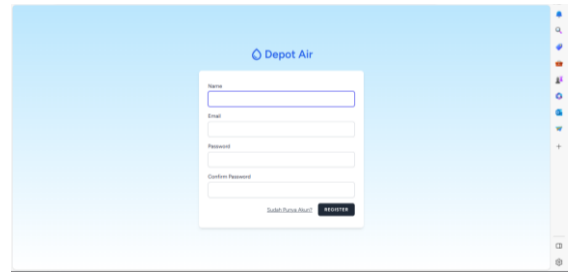 Depot Air
Name
Email
Password
Confirm Password
Sudah Punya Akun? REGISTER